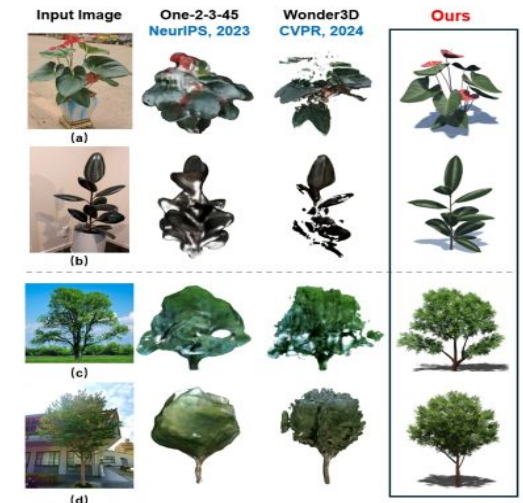 Input Image One-2-3-45 Wonder3D Ours
NeurIPS, 2023 CVPR, 2024
(a)
(b)
(c)
(d)